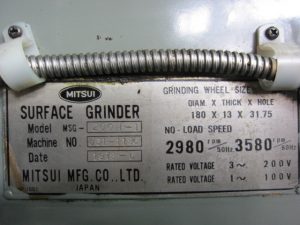 MITSUI
SURFACE GRINDER
Model MSG-
Machine NO.
Date
MITSUI MFG. CO., LTD.
JAPAN
GRINDING WHEEL SIZE
DIAM. X THICK X HOLE
180 X 13 X 31.75
NO-LOAD SPEED
2980 rpm/50Hz 3580 rpm/60Hz
RATED VOLTAGE 3~ 200V
RATED VOLTAGE 1~ 100V